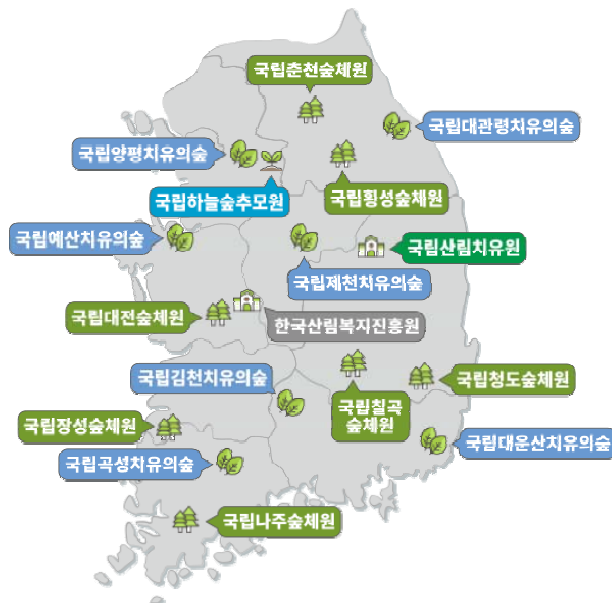 국립춘천숲체원
국립대관령치유의숲
국립양평치유의숲
국립하늘숲추모원
국립횡성숲체원
국립예산치유의숲
국립산림치유원
국립제천치유의숲
국립대전숲체원
한국산림복지진흥원
국립김천치유의숲
국립청도숲체원
국립칠곡
숲체원
국립장성숲체원
국립대운산치유의숲
국립곡성치유의숲
국립나주숲체원